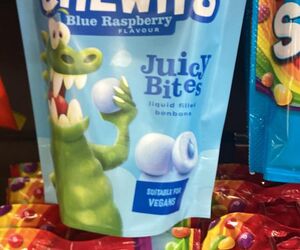 CHEWITS
Blue Raspberry
FLAVOUR
Juicy
Bites
liquid filled
bonbons
SUITABLE FOR
VEGANS